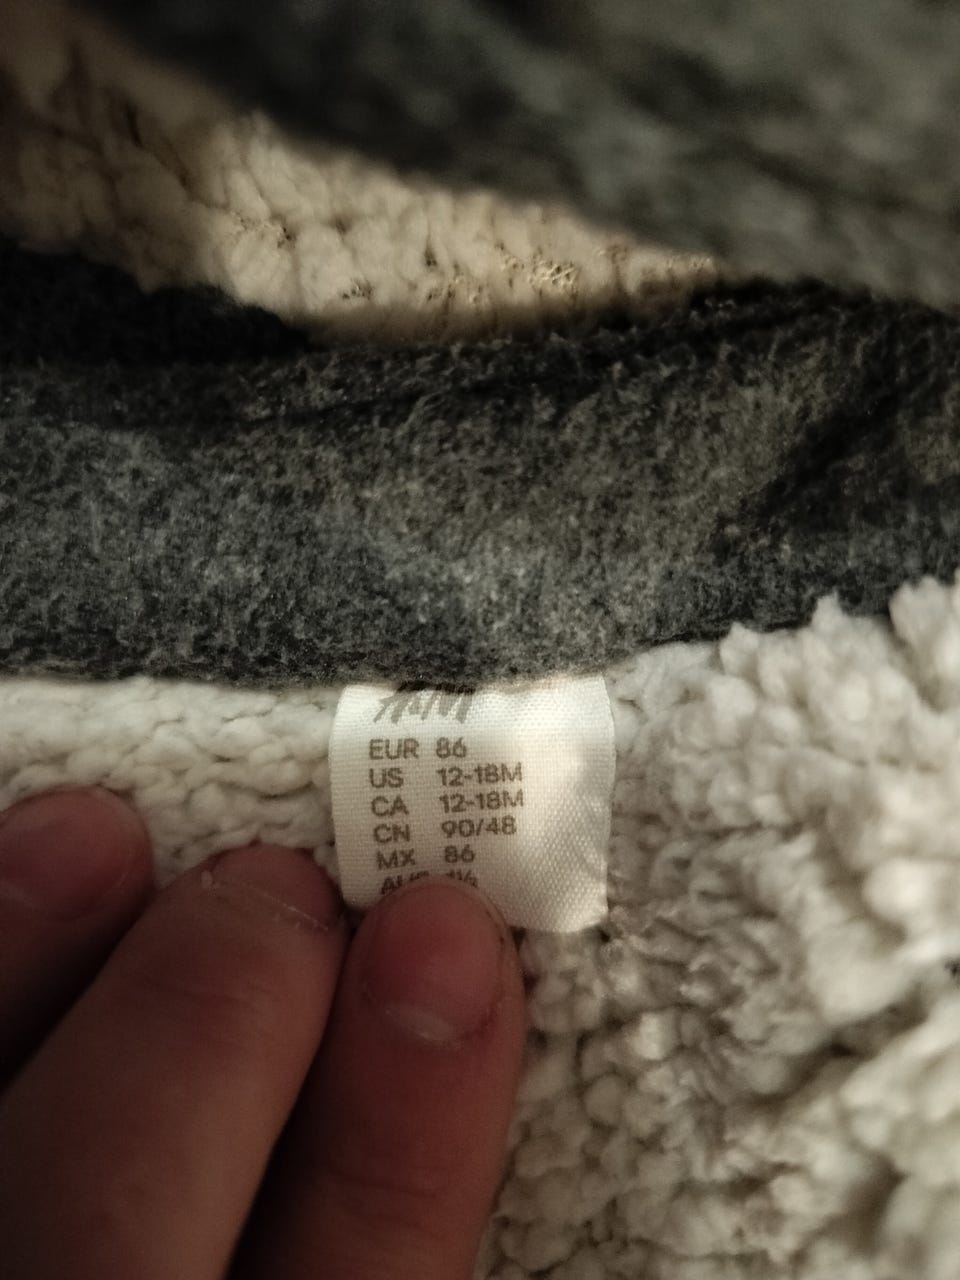 H&M
EUR 86
US 12-18M
CA 12-18M
CN 90/48
MX 86